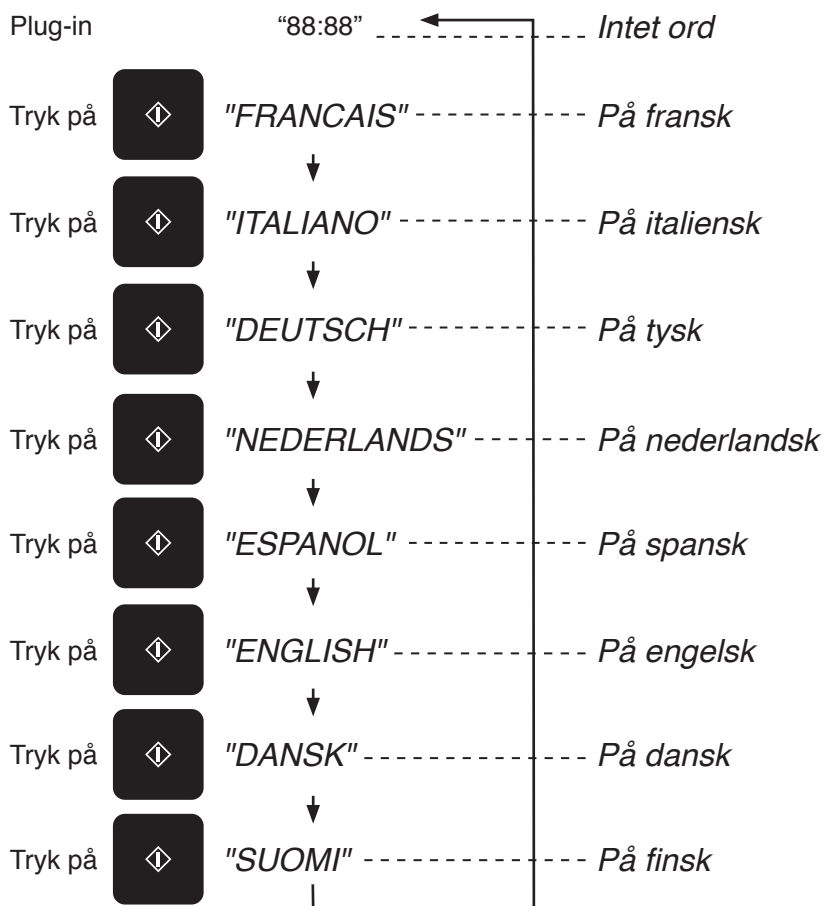 Plug-in “88:88” Intet ord
Tryk på "FRANCAIS" På fransk
Tryk på "ITALIANO" På italiensk
Tryk på "DEUTSCH" På tysk
Tryk på "NEDERLANDS" På nederlandsk
Tryk på "ESPANOL" På spansk
Tryk på "ENGLISH" På engelsk
Tryk på "DANSK" På dansk
Tryk på "SUOMI" På finsk